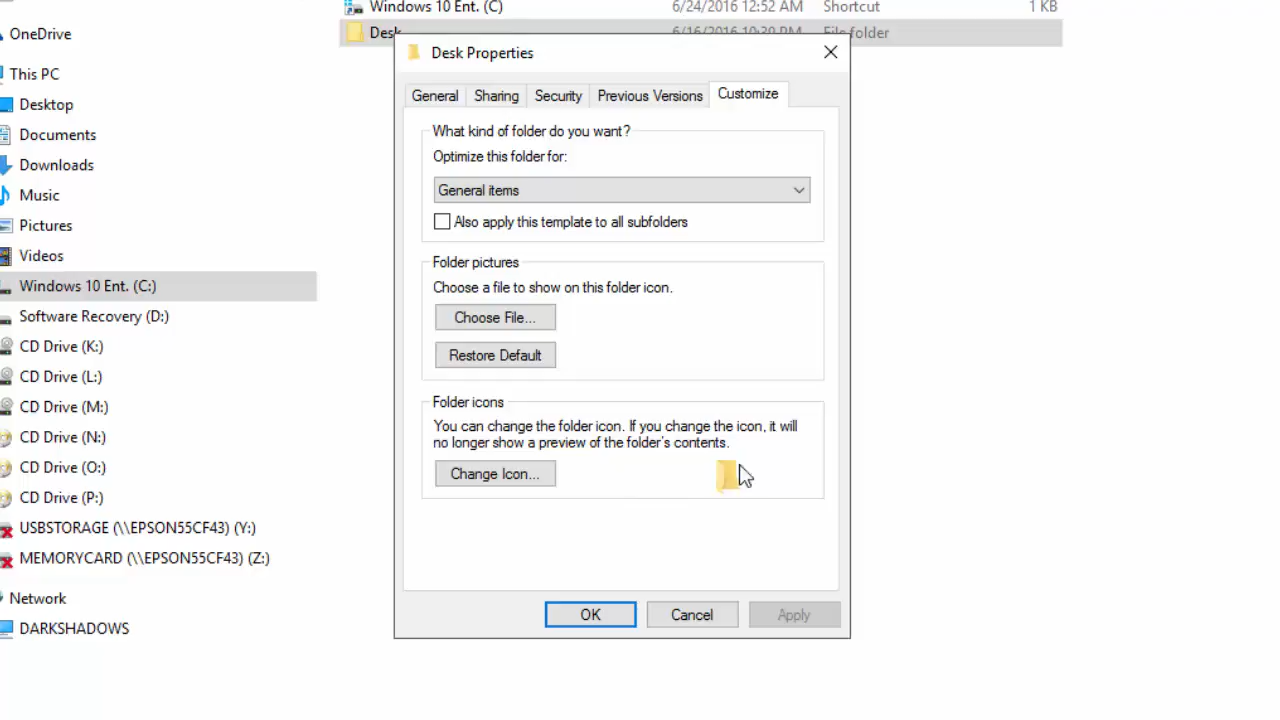 Windows 10 Ent. (C) 6/24/2016 12:52 AM Shortcut 1 KB
Desk 6/16/2016 10:39 PM File folder
OneDrive
This PC
Desktop
Documents
Downloads
Music
Pictures
Videos
Windows 10 Ent. (C:)
Software Recovery (D:)
CD Drive (K:)
CD Drive (L:)
CD Drive (M:)
CD Drive (N:)
CD Drive (O:)
CD Drive (P:)
USBSTORAGE (\\EPSON55CF43) (Y:)
MEMORYCARD (\\EPSON55CF43) (Z:)
Network
DARKSHADOWS
Desk Properties
General Sharing Security Previous Versions Customize
What kind of folder do you want?
Optimize this folder for:
General items
Also apply this template to all subfolders
Folder pictures
Choose a file to show on this folder icon.
Choose File...
Restore Default
Folder icons
You can change the folder icon. If you change the icon, it will
no longer show a preview of the folder's contents.
Change Icon...
OK Cancel Apply